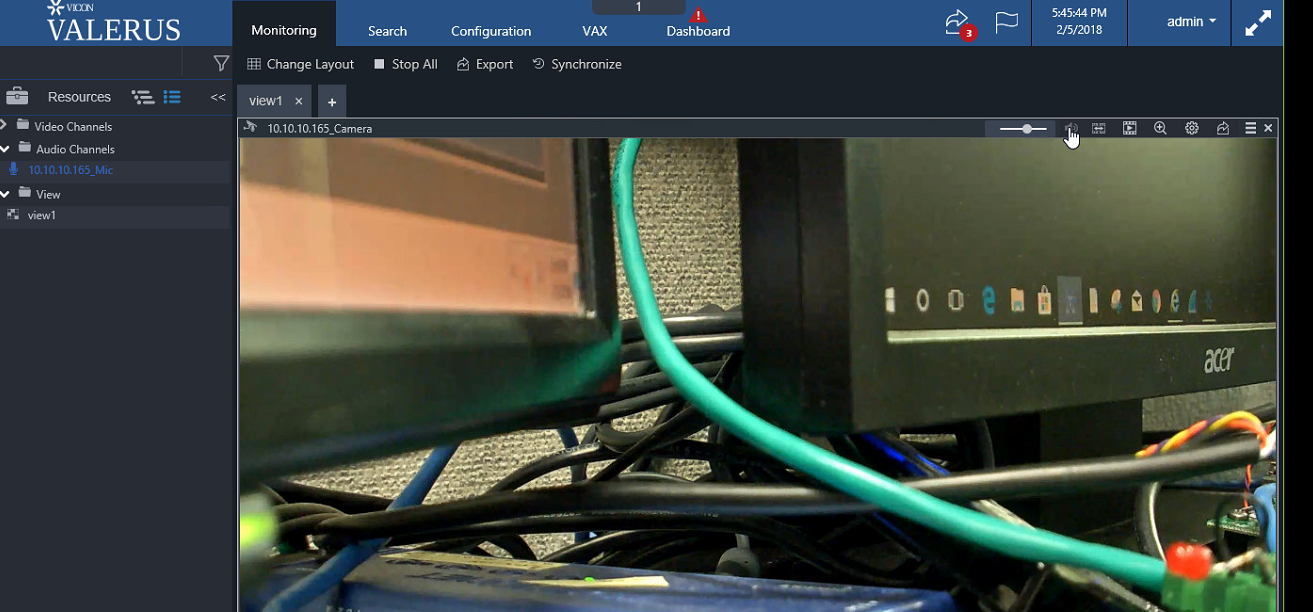 1
VICON
VALERUS
Monitoring
Search
Configuration
VAX
Dashboard
3
5:45:44 PM
2/5/2018
admin
Change Layout
Stop All
Export
Synchronize
Resources
<<
view1 ×
+
Video Channels
10.10.10.165_Camera
Audio Channels
10.10.10.165_Mic
View
view1
acer